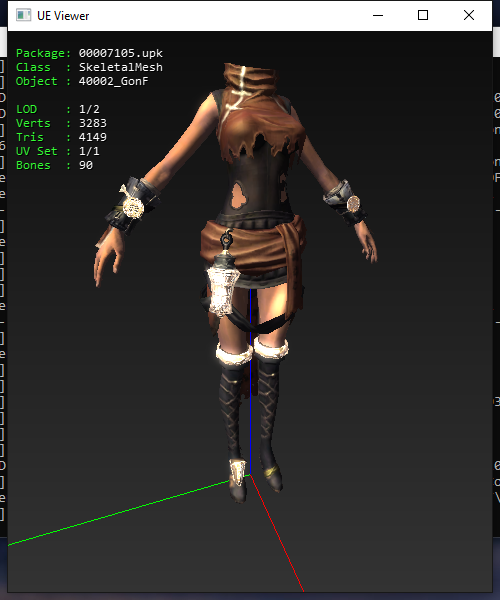 UE Viewer
Package: 00007105.upk
Class : SkeletalMesh
Object : 40002_GonF
LOD : 1/2
Verts : 3283
Tris : 4149
UV Set : 1/1
Bones : 90